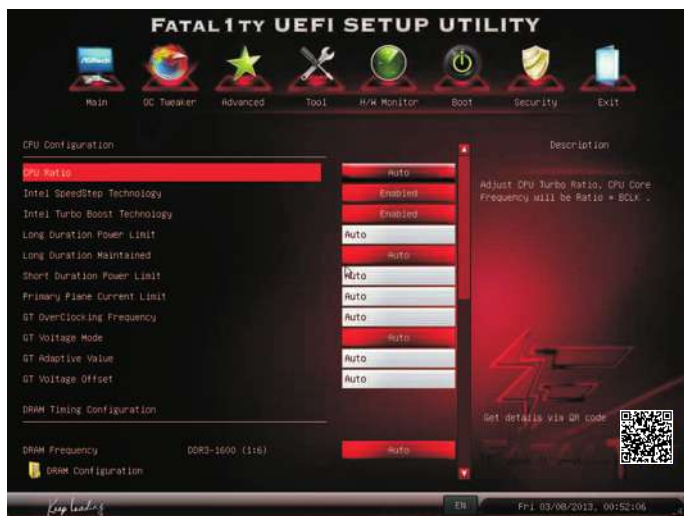 FATAL1TY UEFI SETUP UTILITY
ASRock
Main
OC Tweaker
Advanced
Tool
H/W Monitor
Boot
Security
Exit
CPU Configuration
Description
CPU Ratio Auto
Adjust CPU Turbo Ratio, CPU Core
Frequency will be Ratio * BCLK .
Intel SpeedStep Technology Enabled
Intel Turbo Boost Technology Enabled
Long Duration Power Limit Auto
Long Duration Maintained Auto
Short Duration Power Limit Auto
Primary Plane Current Limit Auto
GT OverClocking Frequency Auto
GT Voltage Mode Auto
GT Adaptive Value Auto
GT Voltage Offset Auto
DRAM Timing Configuration
Get details via QR code
DRAM Frequency DDR3-1600 (1:6) Auto
DRAM Configuration
Keep Leading
EN
Fri 03/08/2013, 00:52:06